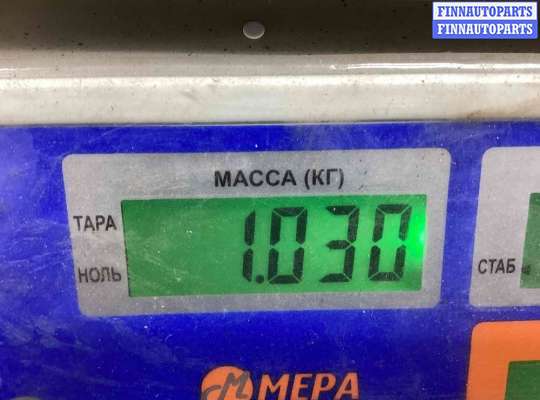 FINNAUTOPARTS
FINNAUTOPARTS
МАССА (КГ)
ТАРА
1.030
НОЛЬ
СТАБ
МЕРА